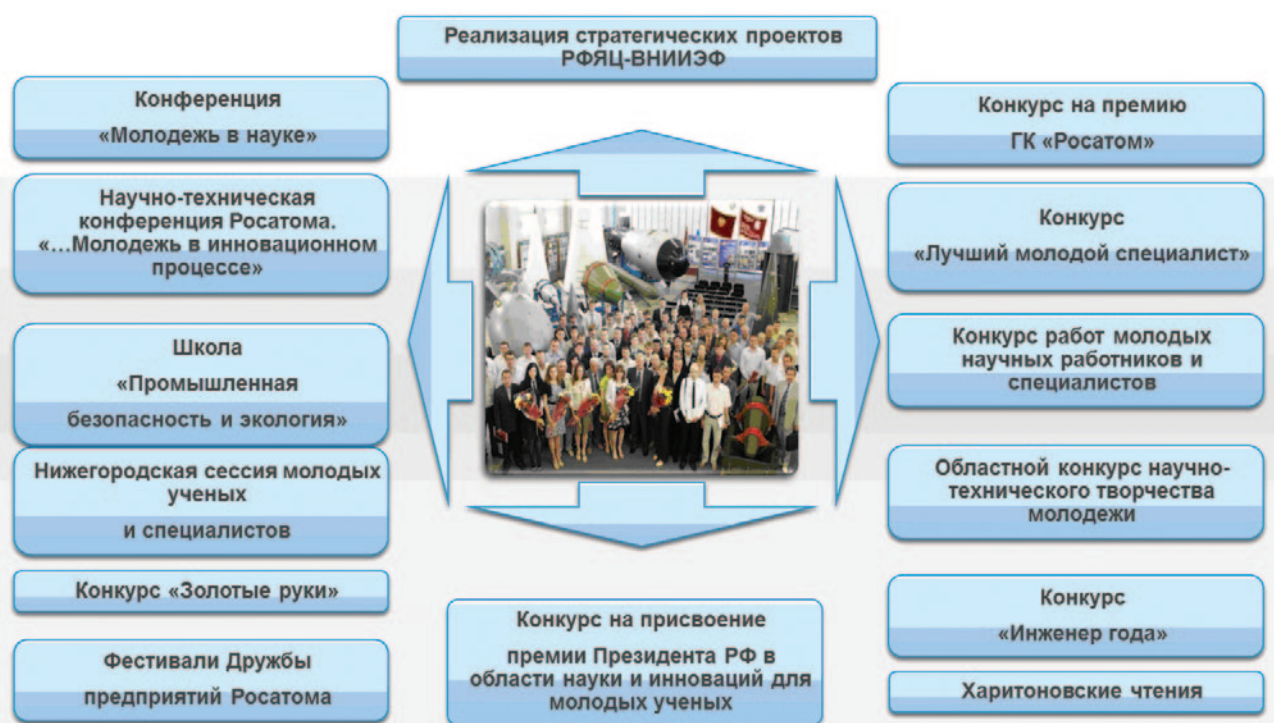 Реализация стратегических проектов
РФЯЦ-ВНИИЭФ
Конференция
«Молодежь в науке»
Научно-техническая
конференция Росатома.
«…Молодежь в инновационном
процессе»
Школа
«Промышленная
безопасность и экология»
Нижегородская сессия молодых
ученых
и специалистов
Конкурс «Золотые руки»
Фестивали Дружбы
предприятий Росатома
Конкурс на присвоение
премии Президента РФ в
области науки и инноваций для
молодых ученых
Конкурс на премию
ГК «Росатом»
Конкурс
«Лучший молодой специалист»
Конкурс работ молодых
научных работников и
специалистов
Областной конкурс научно-
технического творчества
молодежи
Конкурс
«Инженер года»
Харитоновские чтения